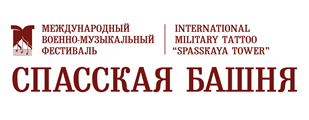 МЕЖДУНАРОДНЫЙ
ВОЕННО-МУЗЫКАЛЬНЫЙ
ФЕСТИВАЛЬ
INTERNATIONAL
MILITARY TATTOO
“SPASSKAYA TOWER”
СПАССКАЯ БАШНЯ